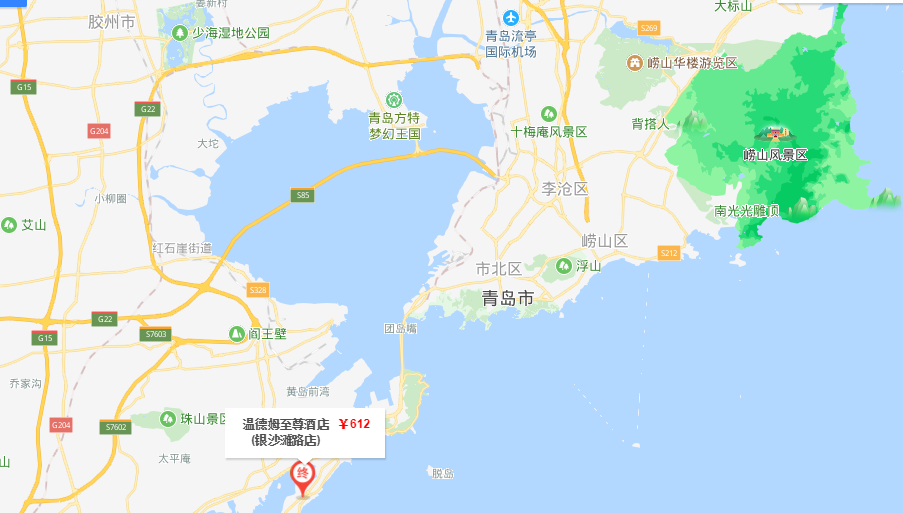 姜新村
大标山
胶州市
少海湿地公园
青岛流亭
国际机场
S269
崂山华楼游览区
G15
G22
青岛方特
梦幻王国
十梅庵风景区
背搭人
G204
大坨
崂山风景区
S85
李沧区
小柳圈
南光光雕顶
艾山
崂山区
红石崖街道
S212
市北区
浮山
S328
青岛市
G22
团岛嘴
G15
S7603
阎王壁
乔家沟
黄岛前湾
珠山景区
G204
S7602
温德姆至尊酒店 ¥612
(银沙滩路店)
太平庵
山
终
脱岛